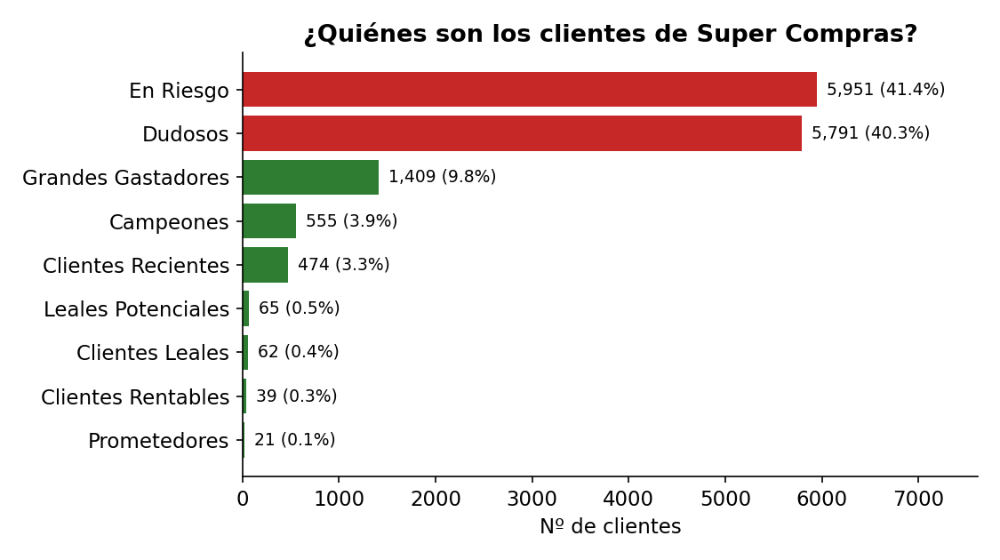 ¿Quiénes son los clientes de Super Compras?
En Riesgo 5,951 (41.4%)
Dudosos 5,791 (40.3%)
Grandes Gastadores 1,409 (9.8%)
Campeones 555 (3.9%)
Clientes Recientes 474 (3.3%)
Leales Potenciales 65 (0.5%)
Clientes Leales 62 (0.4%)
Clientes Rentables 39 (0.3%)
Prometedores 21 (0.1%)
0 1000 2000 3000 4000 5000 6000 7000
Nº de clientes